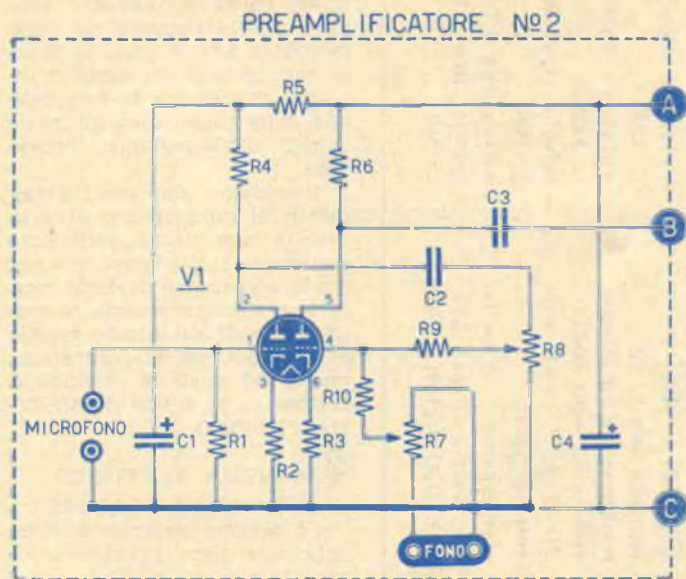 PREAMPLIFICATORE Nº2
R5
A
R4
R6
C3
B
V1
C2
2
5
1
4
R9
R8
3
6
R10
MICROFONO
C1
R1
R2
R3
R7
C4
C
FONO